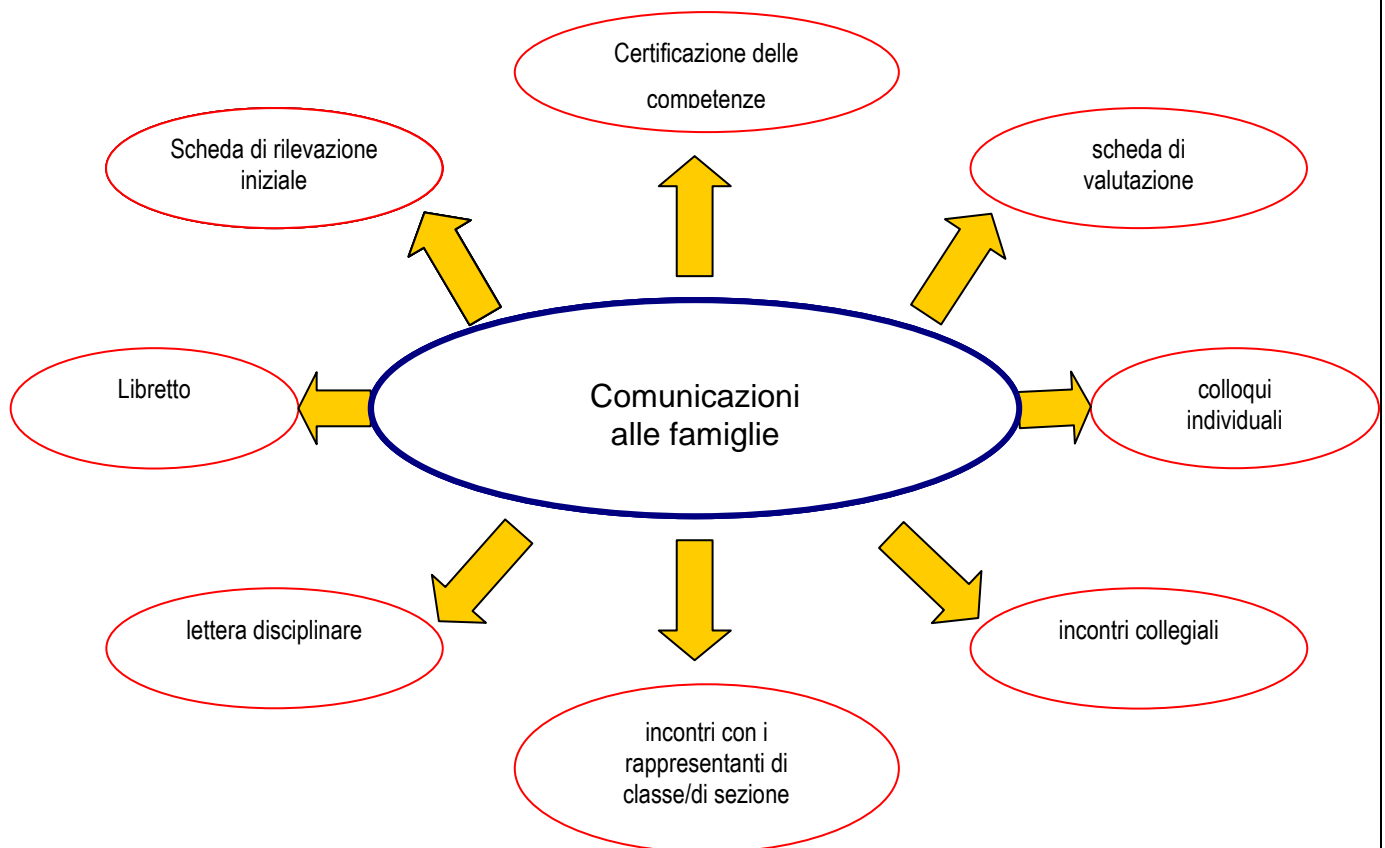 Certificazione delle
competenze
Scheda di rilevazione
iniziale
scheda di
valutazione
Libretto
Comunicazioni
alle famiglie
colloqui
individuali
lettera disciplinare
incontri collegiali
incontri con i
rappresentanti di
classe/di sezione